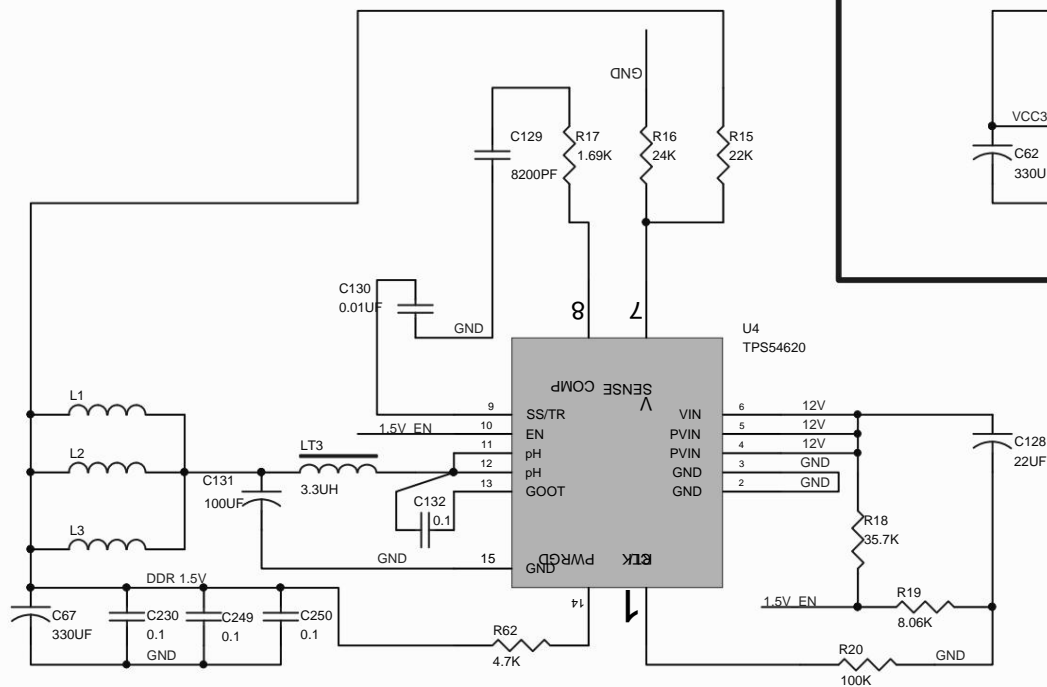 GND
VCC3
C62
330U
C129
8200PF
R17
1.69K
R16
24K
R15
22K
C130
0.01UF
GND
8
7
U4
TPS54620
COMP
V
SENSE
L1
9
SS/TR
VIN
6
12V
1.5V_EN
10
EN
PVIN
5
12V
11
pH
PVIN
4
12V
C128
22UF
L2
LT3
3.3UH
12
pH
GND
3
GND
C131
100UF
13
GOOT
GND
2
GND
C132
0.1
R18
35.7K
L3
GND
15
GND
PWRGD
DDR 1.5V
14
1
1.5V_EN
R19
8.06K
C67
330UF
C230
0.1
C249
0.1
C250
0.1
GND
R62
4.7K
R20
100K
GND